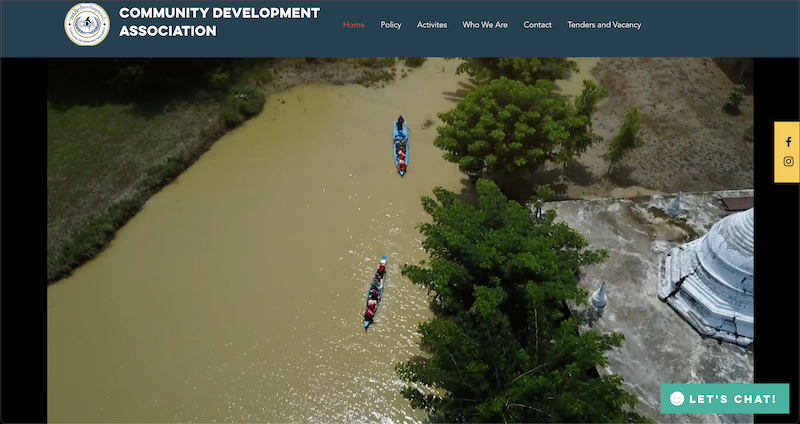 COMMUNITY DEVELOPMENT
ASSOCIATION
Home Policy Activites Who We Are Contact Tenders and Vacancy
LET'S CHAT!